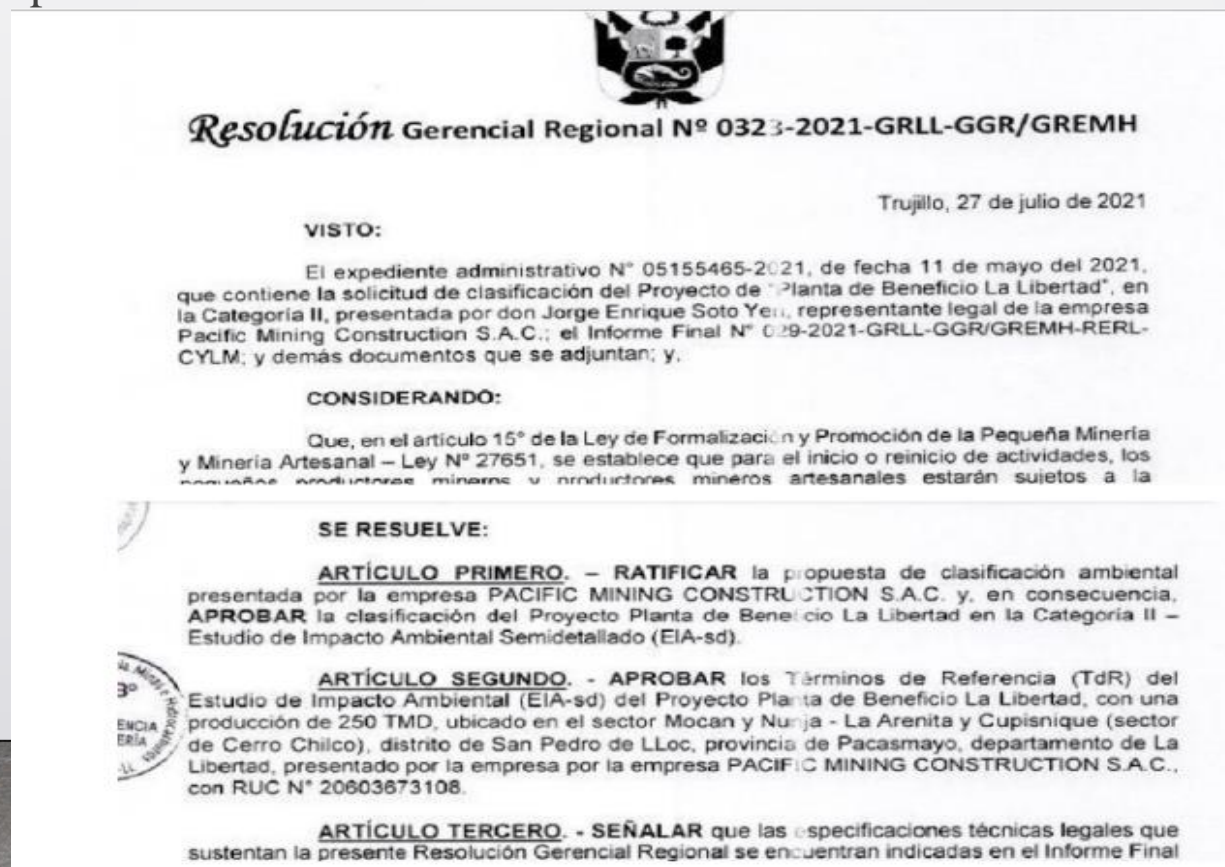 Resolución Gerencial Regional Nº 0323-2021-GRLL-GGR/GREMH
Trujillo, 27 de julio de 2021
VISTO:
El expediente administrativo N° 05155465-2021, de fecha 11 de mayo del 2021,
que contiene la solicitud de clasificación del Proyecto de "Planta de Beneficio La Libertad", en
la Categoría II, presentada por don Jorge Enrique Soto Yen, representante legal de la empresa
Pacific Mining Construction S.A.C.; el Informe Final N° 029-2021-GRLL-GGR/GREMH-RERL-
CYLM; y demás documentos que se adjuntan; y,
CONSIDERANDO:
Que, en el artículo 15° de la Ley de Formalización y Promoción de la Pequeña Minería
y Minería Artesanal – Ley N° 27651, se establece que para el inicio o reinicio de actividades, los
pequeños productores mineros y productores mineros artesanales estarán sujetos a la
SE RESUELVE:
ARTÍCULO PRIMERO. – RATIFICAR la propuesta de clasificación ambiental
presentada por la empresa PACIFIC MINING CONSTRUCTION S.A.C. y, en consecuencia,
APROBAR la clasificación del Proyecto Planta de Beneficio La Libertad en la Categoría II –
Estudio de Impacto Ambiental Semidetallado (EIA-sd).
ARTÍCULO SEGUNDO. - APROBAR los Términos de Referencia (TdR) del
Estudio de Impacto Ambiental (EIA-sd) del Proyecto Planta de Beneficio La Libertad, con una
producción de 250 TMD, ubicado en el sector Mocan y Nunja - La Arenita y Cupisnique (sector
de Cerro Chilco), distrito de San Pedro de LLoc, provincia de Pacasmayo, departamento de La
Libertad, presentado por la empresa por la empresa PACIFIC MINING CONSTRUCTION S.A.C.,
con RUC N° 20603673108.
ARTÍCULO TERCERO. - SEÑALAR que las especificaciones técnicas legales que
sustentan la presente Resolución Gerencial Regional se encuentran indicadas en el Informe Final